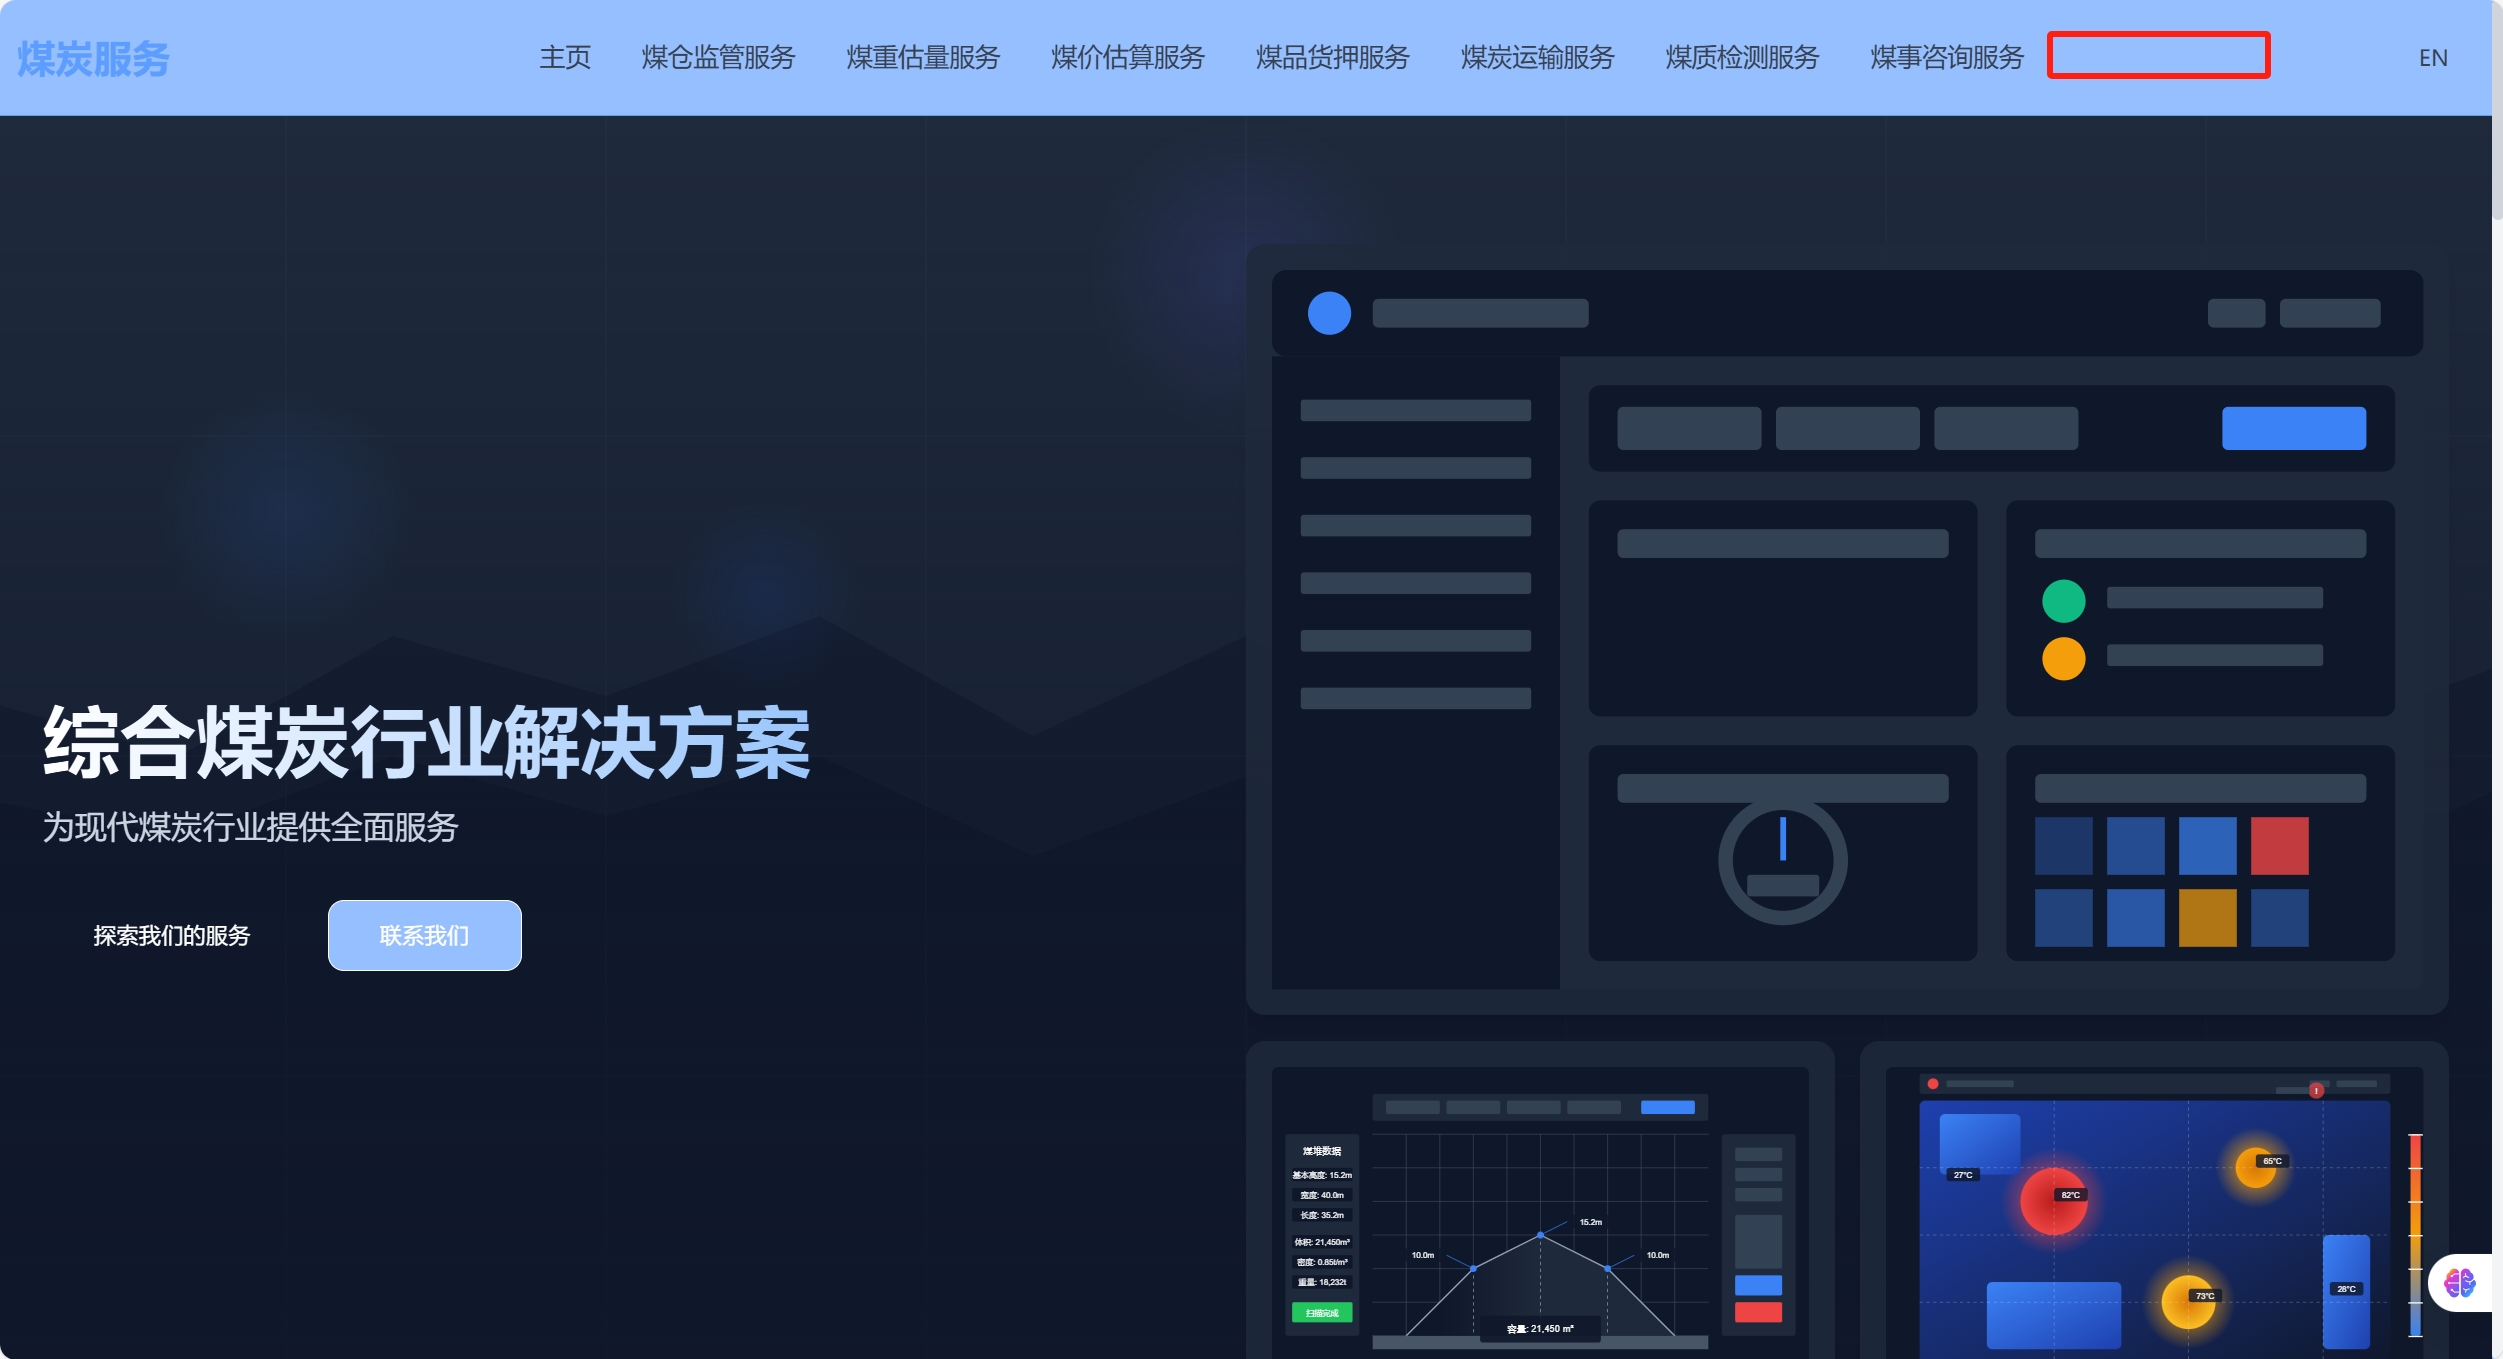 煤炭服务
主页 煤仓监管服务 煤重估量服务 煤价估算服务 煤品货押服务 煤炭运输服务 煤质检测服务 煤事咨询服务 EN
综合煤炭行业解决方案
为现代煤炭行业提供全面服务
探索我们的服务 联系我们
煤堆数据
基本高度: 15.2m
宽度: 40.0m
长度: 35.2m
体积: 21,450m³
密度: 0.85t/m³
重量: 18,232t
扫描完成
15.2m
10.0m
10.0m
容量: 21,450 m³
!
65°C
27°C
82°C
28°C
73°C